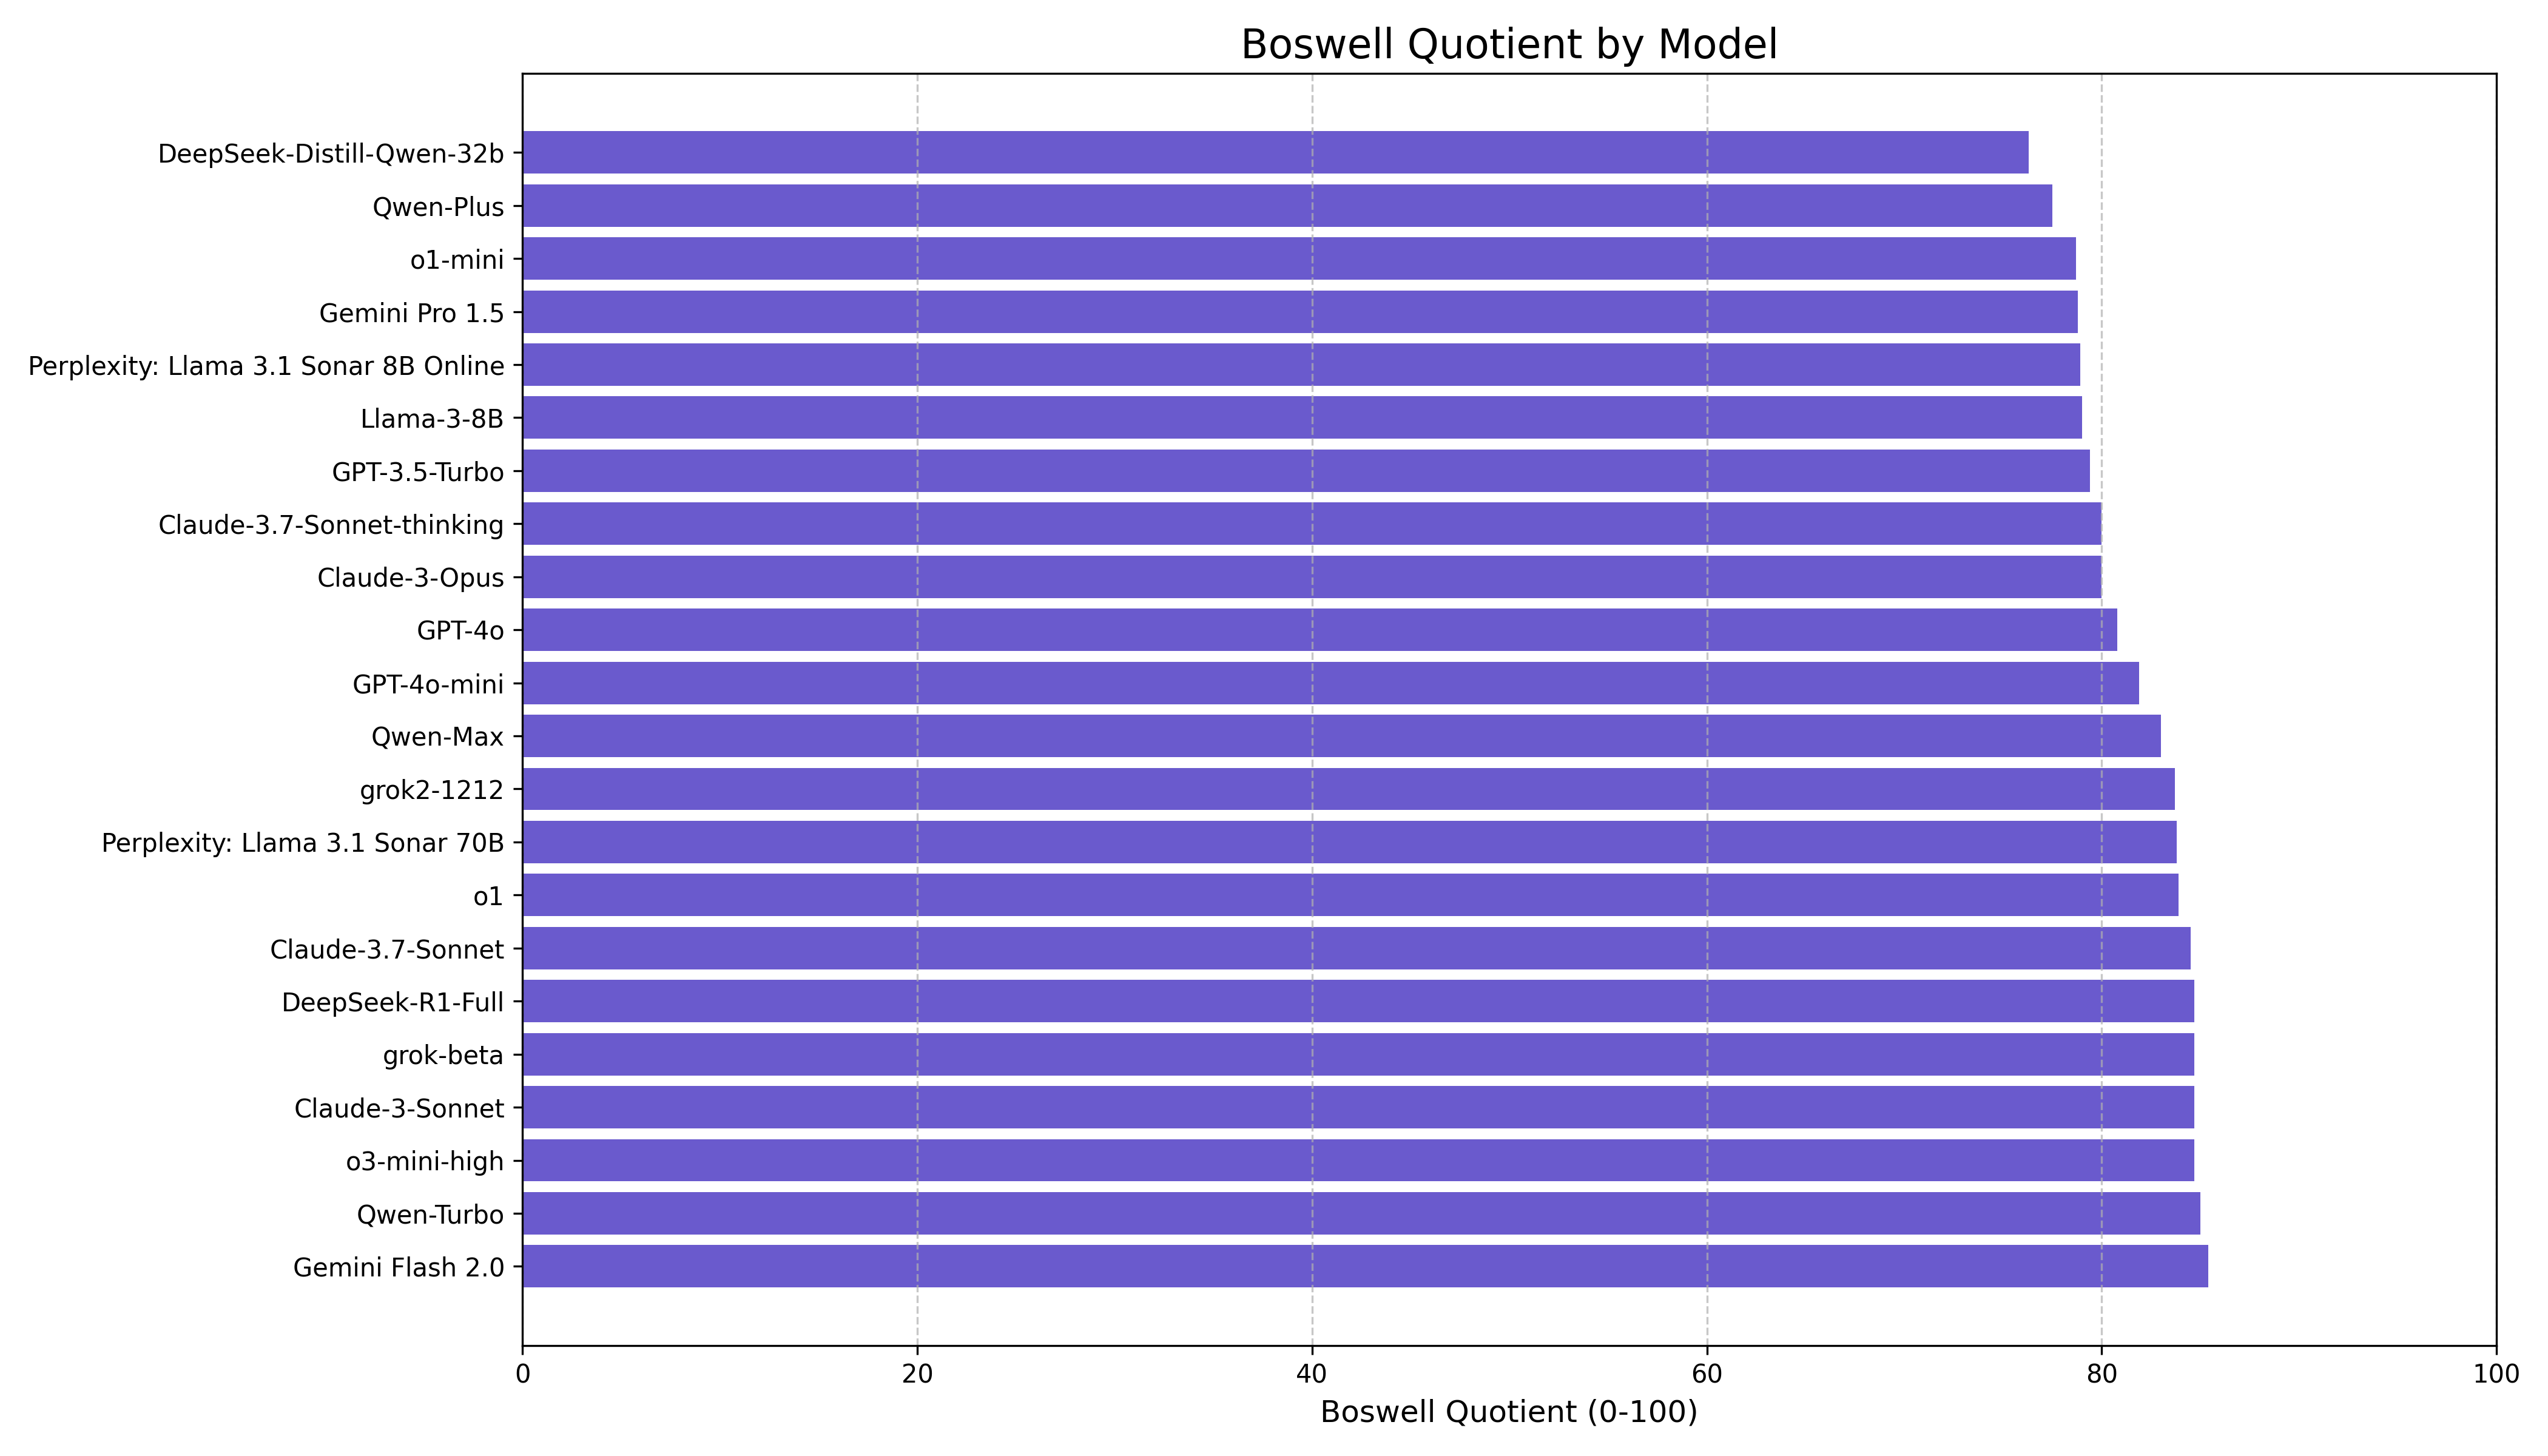 Boswell Quotient by Model
DeepSeek-Distill-Qwen-32b
Qwen-Plus
o1-mini
Gemini Pro 1.5
Perplexity: Llama 3.1 Sonar 8B Online
Llama-3-8B
GPT-3.5-Turbo
Claude-3.7-Sonnet-thinking
Claude-3-Opus
GPT-4o
GPT-4o-mini
Qwen-Max
grok2-1212
Perplexity: Llama 3.1 Sonar 70B
o1
Claude-3.7-Sonnet
DeepSeek-R1-Full
grok-beta
Claude-3-Sonnet
o3-mini-high
Qwen-Turbo
Gemini Flash 2.0
0 20 40 60 80 100
Boswell Quotient (0-100)